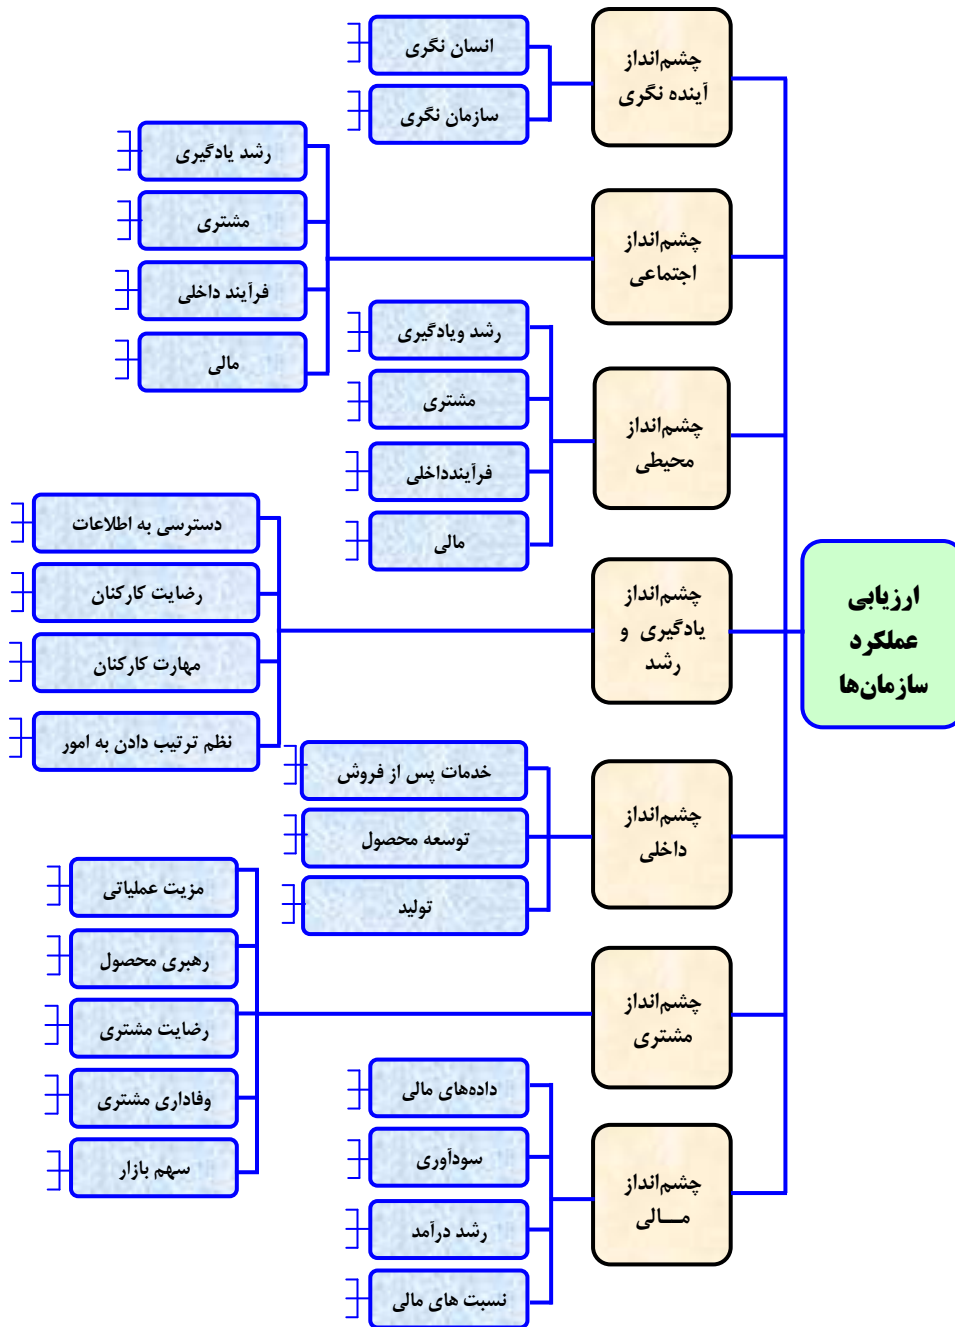 ارزیابی
عملکرد
سازمان‌ها
چشم‌انداز
آینده نگری
انسان نگری
سازمان نگری
چشم‌انداز
اجتماعی
رشد یادگیری
مشتری
فرآیند داخلی
مالی
چشم‌انداز
محیطی
رشد ویادگیری
مشتری
فرآیندداخلی
مالی
چشم‌انداز
یادگیری و
رشد
دسترسی به اطلاعات
رضایت کارکنان
مهارت کارکنان
نظم ترتیب دادن به امور
چشم‌انداز
داخلی
خدمات پس از فروش
توسعه محصول
تولید
چشم‌انداز
مشتری
مزیت عملیاتی
رهبری محصول
رضایت مشتری
وفاداری مشتری
سهم بازار
چشم‌انداز
مـــالی
داده‌های مالی
سودآوری
رشد درآمد
نسبت های مالی